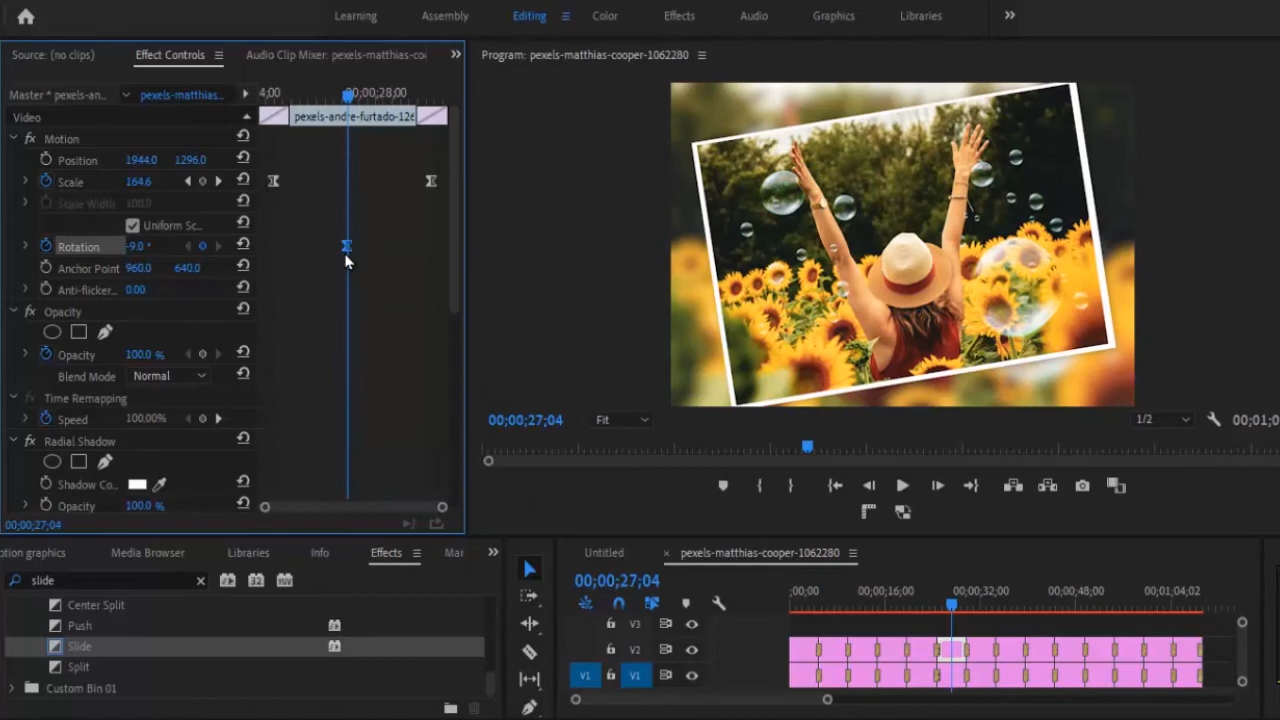 Learning Assembly Editing Color Effects Audio Graphics Libraries
Source: (no clips) Effect Controls Audio Clip Mixer: pexels-matthias-co
Program: pexels-matthias-cooper-1062280
Master * pexels-an... pexels-matthias...
4;00 00;00;28;00
Video
pexels-andre-furtado-126
fx Motion
Position 1944.0 1296.0
Scale 164.6
Scale Width 100.0
Uniform Sc...
Rotation -9.0 °
Anchor Point 960.0 640.0
Anti-flicker... 0.00
fx Opacity
Opacity 100.0 %
Blend Mode Normal
fx Time Remapping
Speed 100.00%
fx Radial Shadow
Shadow Co...
Opacity 100.0 %
00;00;27;04
00;00;27;04 Fit 1/2 00;01;0
otion graphics Media Browser Libraries Info Effects Mar
slide 32 YUV
Center Split
Push
Slide
Split
Custom Bin 01
Untitled × pexels-matthias-cooper-1062280
00;00;27;04
;00;00 00;00;16;00 00;00;32;00 00;00;48;00 00;01;04;02
V3
V2
V1 V1